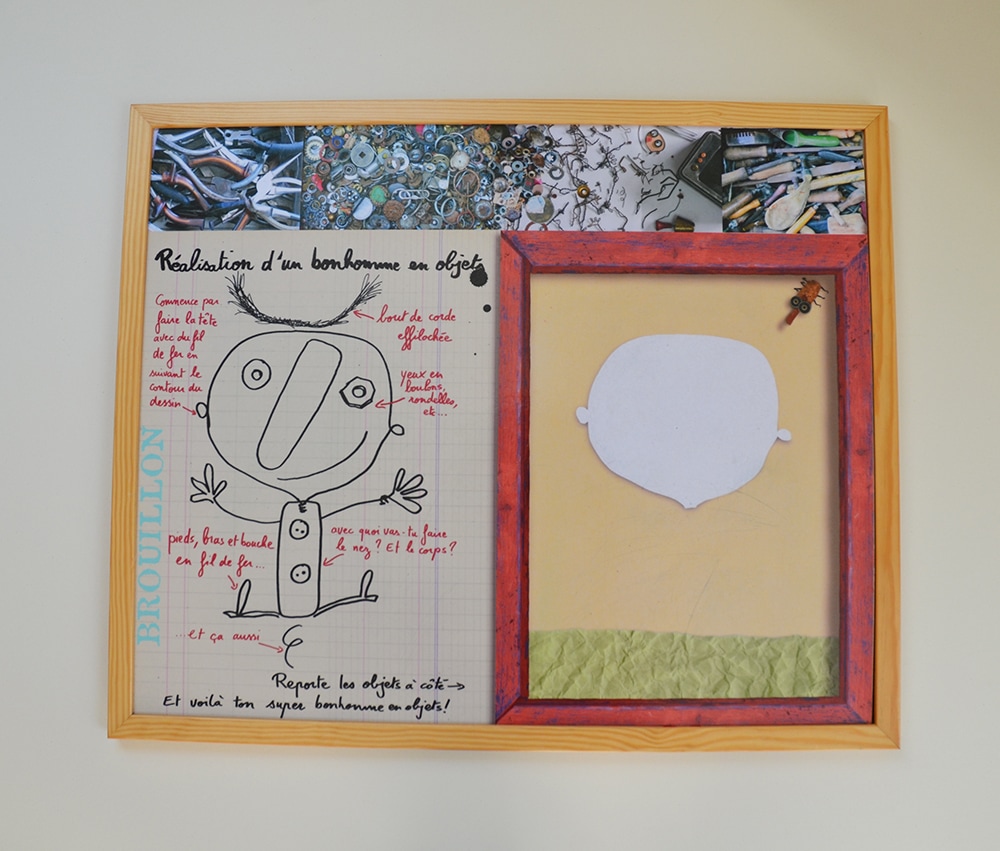 Réalisation d'un bonhomme en objets
Commence par
faire la tête
avec du fil
de fer en
suivant le
contour du
dessin
bout de corde
effilochée
yeux en
boulons,
rondelles,
etc...
BROUILLON
pieds, bras et bouche
en fil de fer...
avec quoi vas-tu faire
le nez? Et le corps?
...et ça aussi
Reporte les objets à côté →
Et voilà ton super bonhomme en objets!